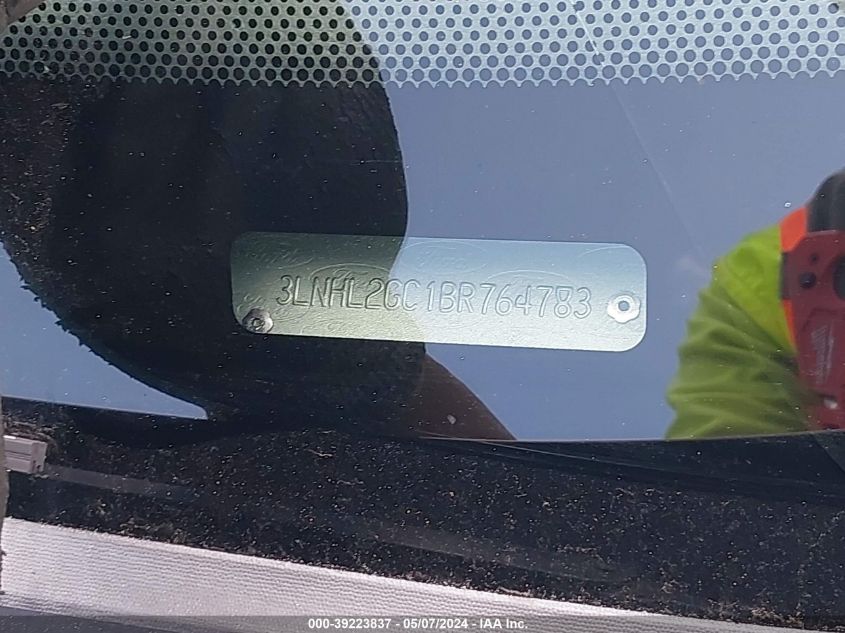 3LNHL2GC1BR764783
000-39223837 - 05/07/2024 - IAA Inc.